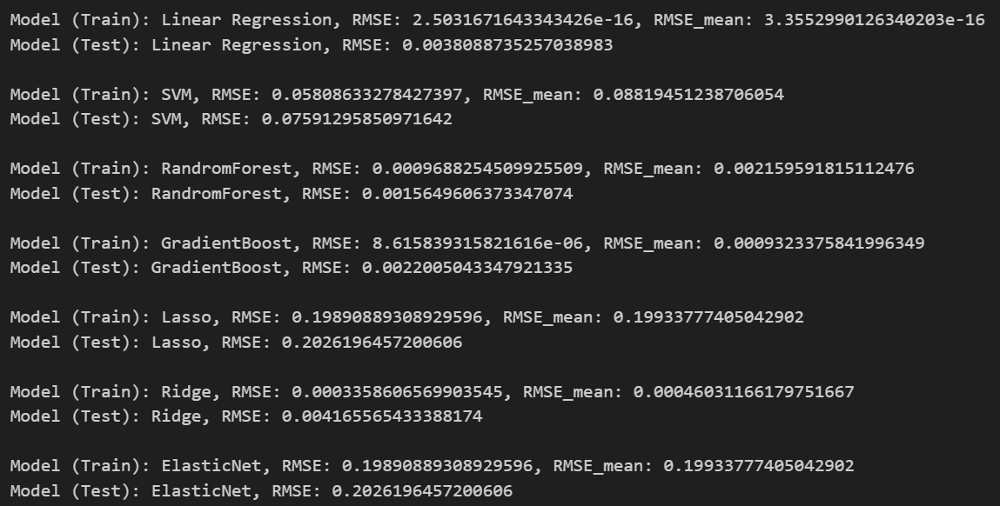 Model (Train): Linear Regression, RMSE: 2.5031671643343426e-16, RMSE_mean: 3.3552990126340203e-16
Model (Test): Linear Regression, RMSE: 0.0038088735257038983
Model (Train): SVM, RMSE: 0.05808633278427397, RMSE_mean: 0.08819451238706054
Model (Test): SVM, RMSE: 0.07591295850971642
Model (Train): RandromForest, RMSE: 0.0009688254509925509, RMSE_mean: 0.002159591815112476
Model (Test): RandromForest, RMSE: 0.0015649606373347074
Model (Train): GradientBoost, RMSE: 8.615839315821616e-06, RMSE_mean: 0.0009323375841996349
Model (Test): GradientBoost, RMSE: 0.0022005043347921335
Model (Train): Lasso, RMSE: 0.19890889308929596, RMSE_mean: 0.19933777405042902
Model (Test): Lasso, RMSE: 0.2026196457200606
Model (Train): Ridge, RMSE: 0.0003358606569903545, RMSE_mean: 0.00046031166179751667
Model (Test): Ridge, RMSE: 0.004165565433388174
Model (Train): ElasticNet, RMSE: 0.19890889308929596, RMSE_mean: 0.19933777405042902
Model (Test): ElasticNet, RMSE: 0.2026196457200606